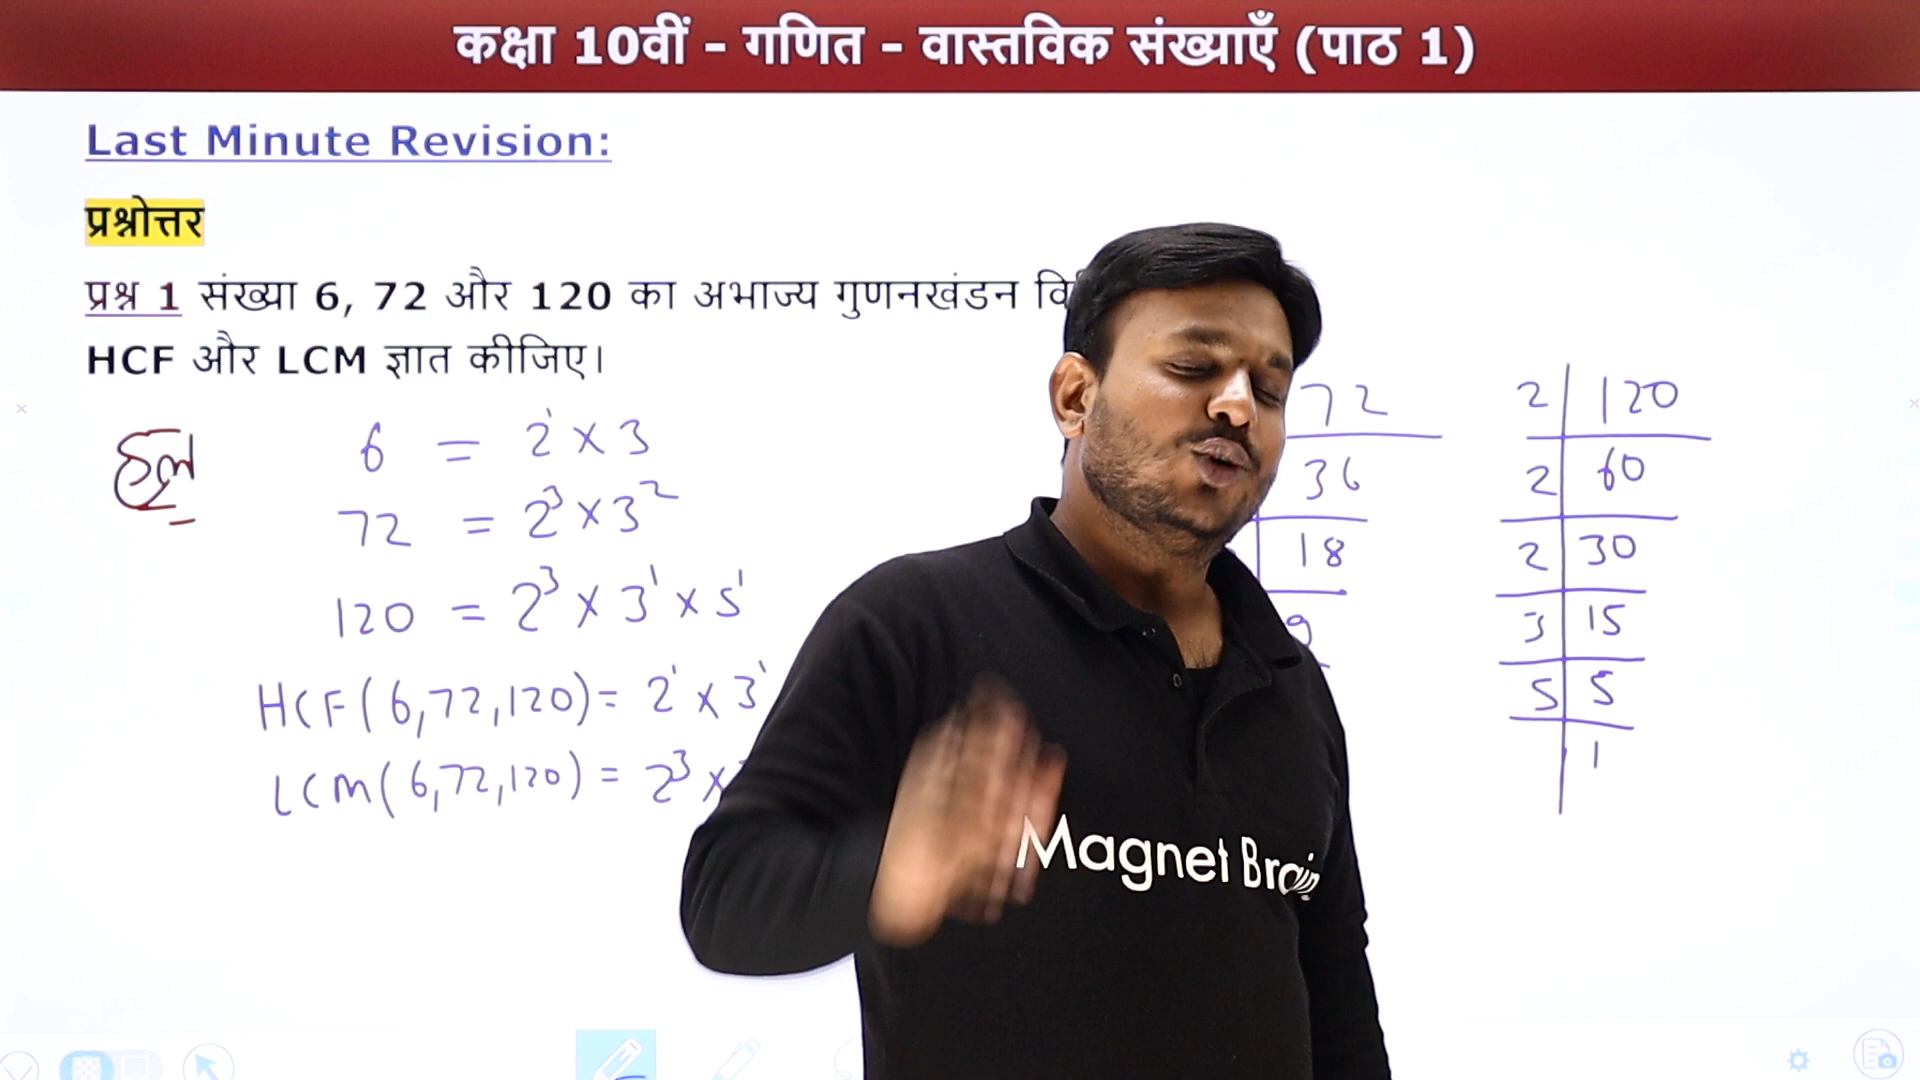 कक्षा 10वीं - गणित - वास्तविक संख्याएँ (पाठ 1)
Last Minute Revision:
प्रश्नोत्तर
प्रश्न 1 संख्या 6, 72 और 120 का अभाज्य गुणनखंडन
HCF और LCM ज्ञात कीजिए।
हल
6 = 2¹ × 3
72 = 2³ × 3²
120 = 2³ × 3¹ × 5¹
HCF(6,72,120) = 2¹ × 3¹
LCM(6,72,120) = 2³ ×
72
36
18
9
2 | 120
2 | 60
2 | 30
3 | 15
5 | 5
1
Magnet Brain